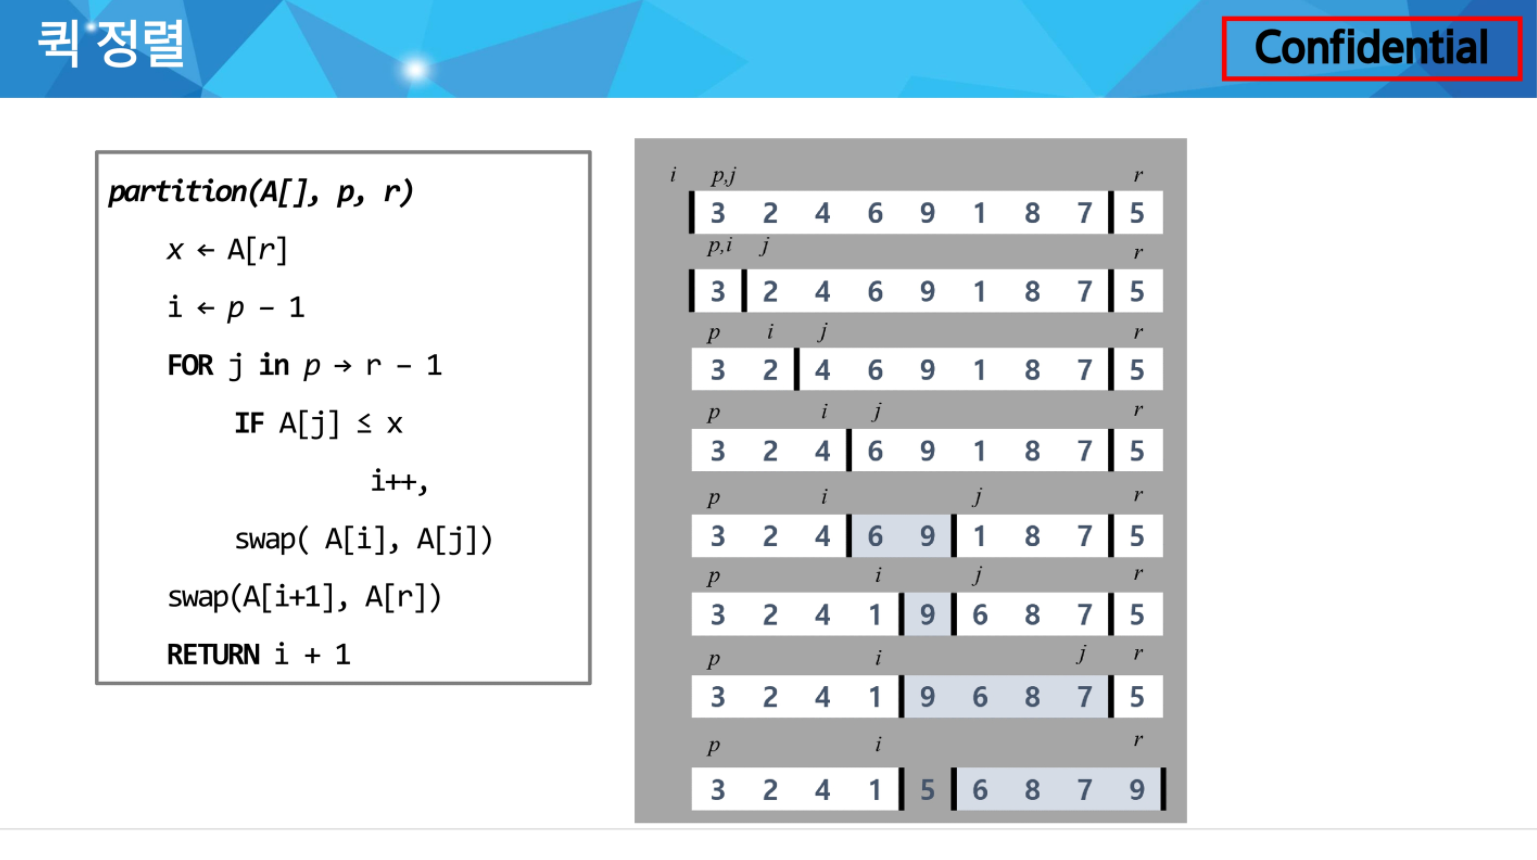 퀵 정렬
Confidential
partition(A[], p, r)
x ← A[r]
i ← p – 1
FOR j in p → r – 1
IF A[j] ≤ x
i++,
swap( A[i], A[j])
swap(A[i+1], A[r])
RETURN i + 1
i p,j r
3 2 4 6 9 1 8 7 5
p,i j r
3 2 4 6 9 1 8 7 5
p i j r
3 2 4 6 9 1 8 7 5
p i j r
3 2 4 6 9 1 8 7 5
p i j r
3 2 4 6 9 1 8 7 5
p i j r
3 2 4 1 9 6 8 7 5
p i j r
3 2 4 1 9 6 8 7 5
p i r
3 2 4 1 5 6 8 7 9